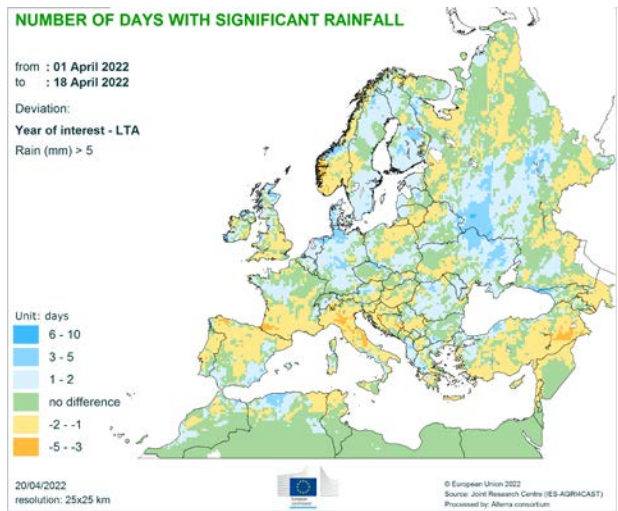 NUMBER OF DAYS WITH SIGNIFICANT RAINFALL
from : 01 April 2022
to : 18 April 2022
Deviation:
Year of interest - LTA
Rain (mm) > 5
Unit: days
6 - 10
3 - 5
1 - 2
no difference
-2 - -1
-5 - -3
20/04/2022
resolution: 25x25 km
European
Commission
© European Union 2022
Source: Joint Research Centre (IES-AGRI4CAST)
Processed by: Alterra consortium